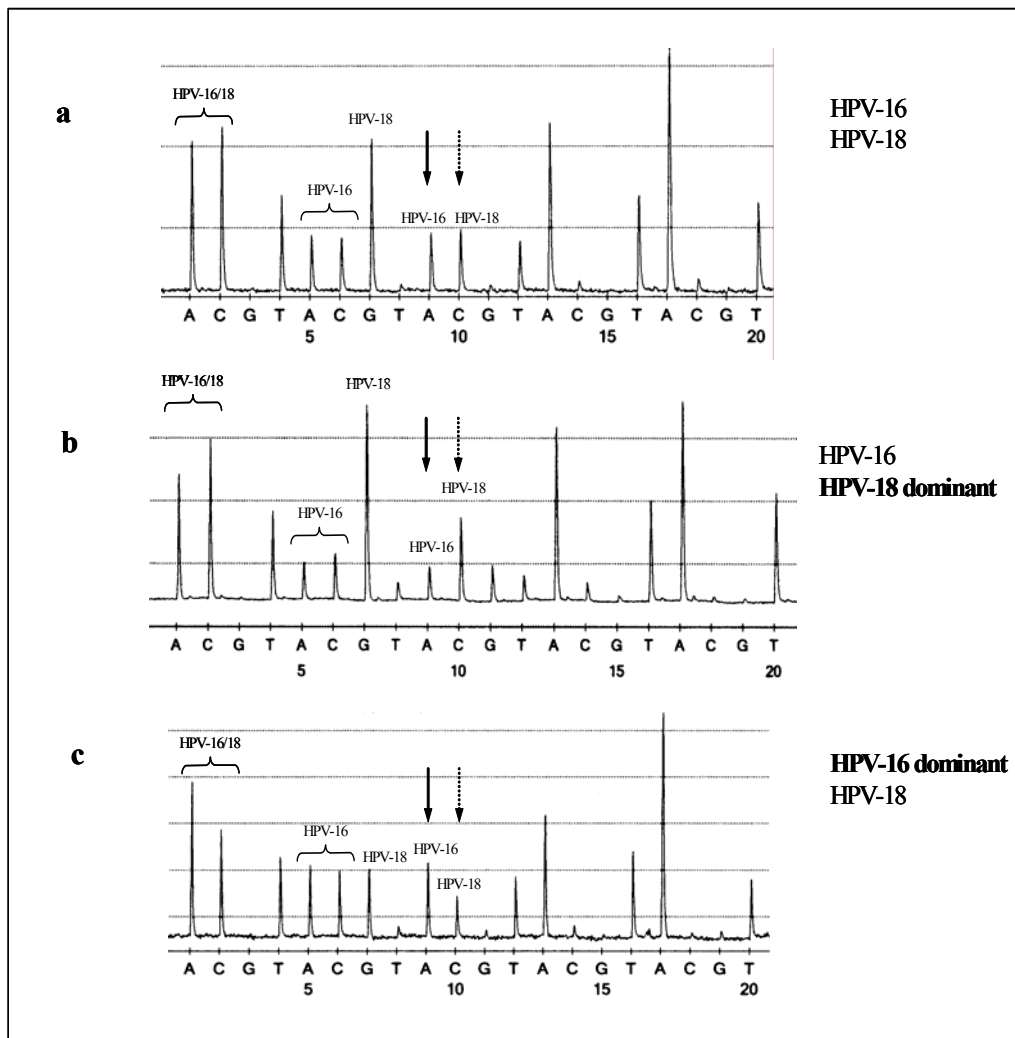 a
HPV-16/18
HPV-18
HPV-16
HPV-16
HPV-18
HPV-16
HPV-18
A C G T A C G T A C G T A C G T A C G T
5 10 15 20
b
HPV-16/18
HPV-18
HPV-18
HPV-16
HPV-16
HPV-16
HPV-18 dominant
A C G T A C G T A C G T A C G T A C G T
5 10 15 20
c
HPV-16/18
HPV-16
HPV-18
HPV-16
HPV-18
HPV-16 dominant
HPV-18
A C G T A C G T A C G T A C G T A C G T
5 10 15 20